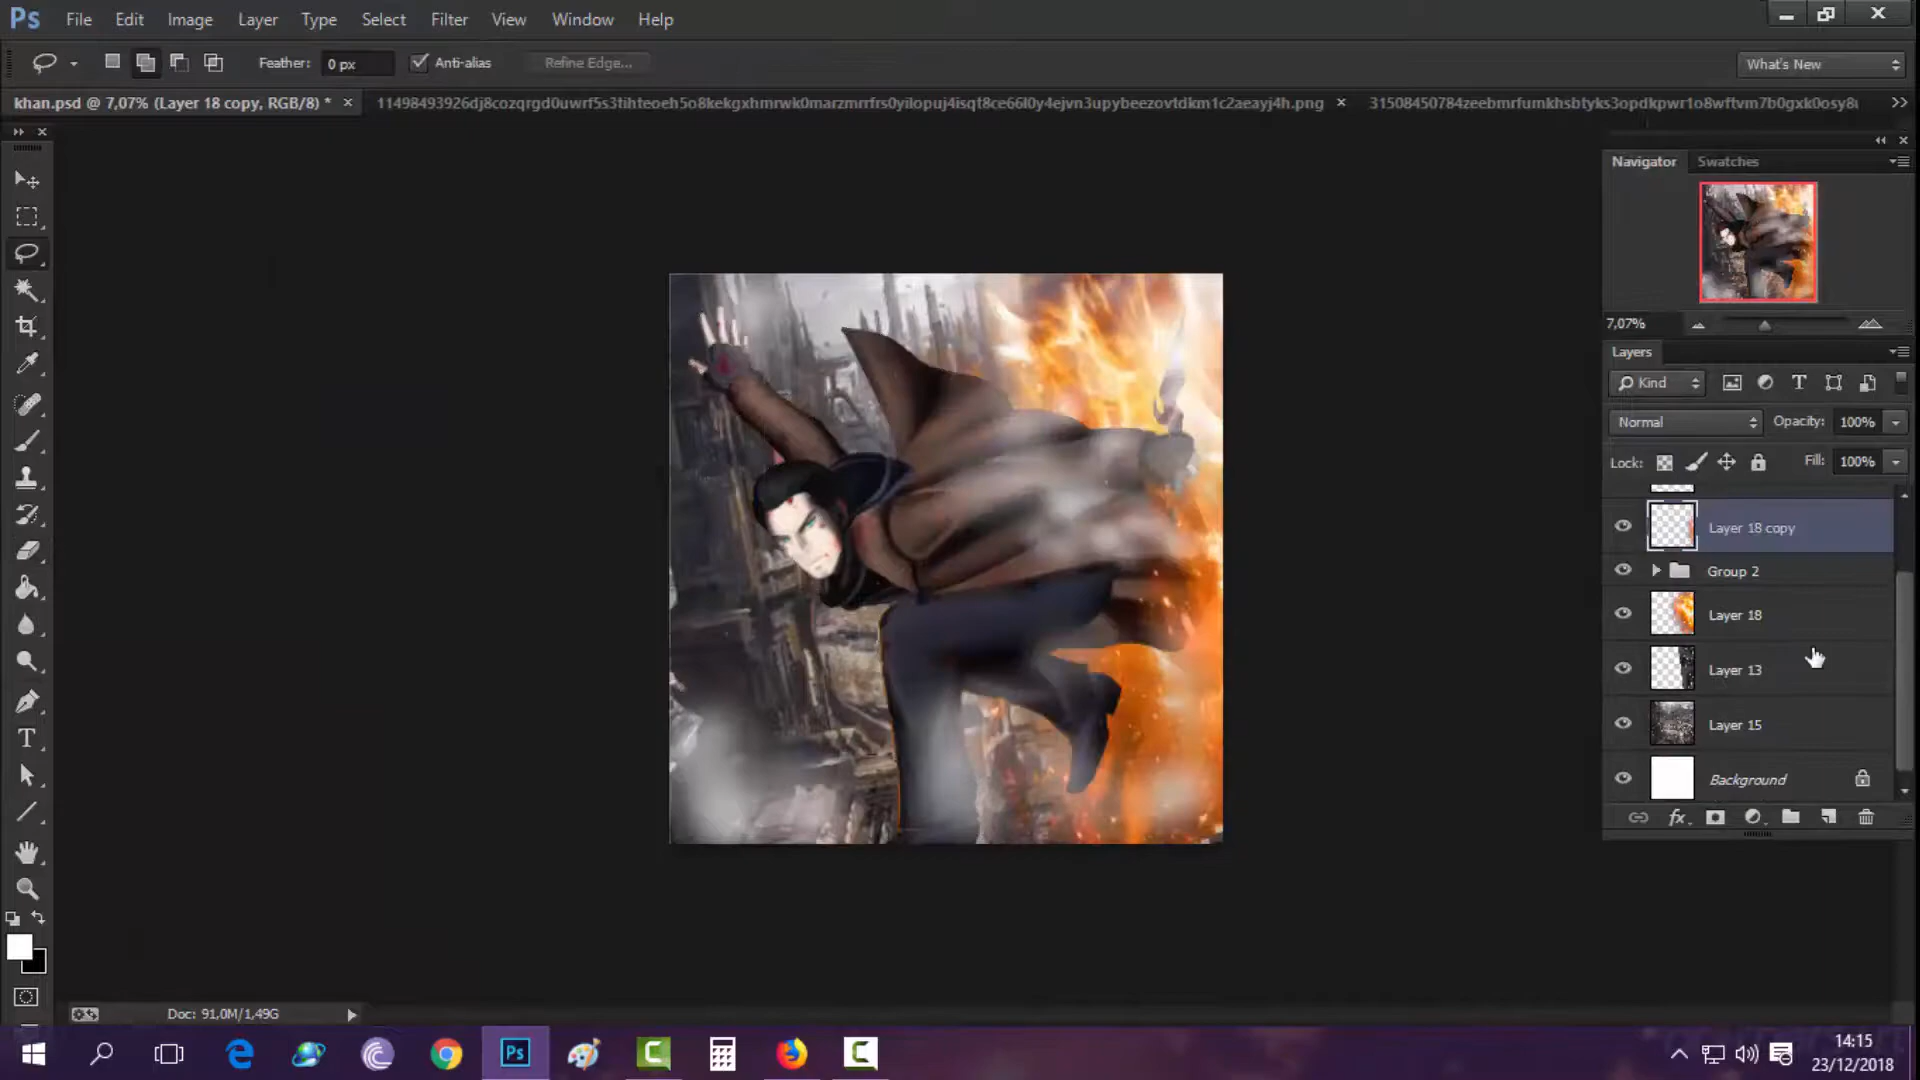 Ps File Edit Image Layer Type Select Filter View Window Help
Feather: 0 px Anti-alias Refine Edge... What's New
khan.psd @ 7,07% (Layer 18 copy, RGB/8) *
Navigator Swatches
7,07%
Layers
Kind
Normal Opacity: 100%
Lock: Fill: 100%
Layer 18 copy
Group 2
Layer 18
Layer 13
Layer 15
Background
Doc: 91,0M/1,49G
Ps
14:15
23/12/2018